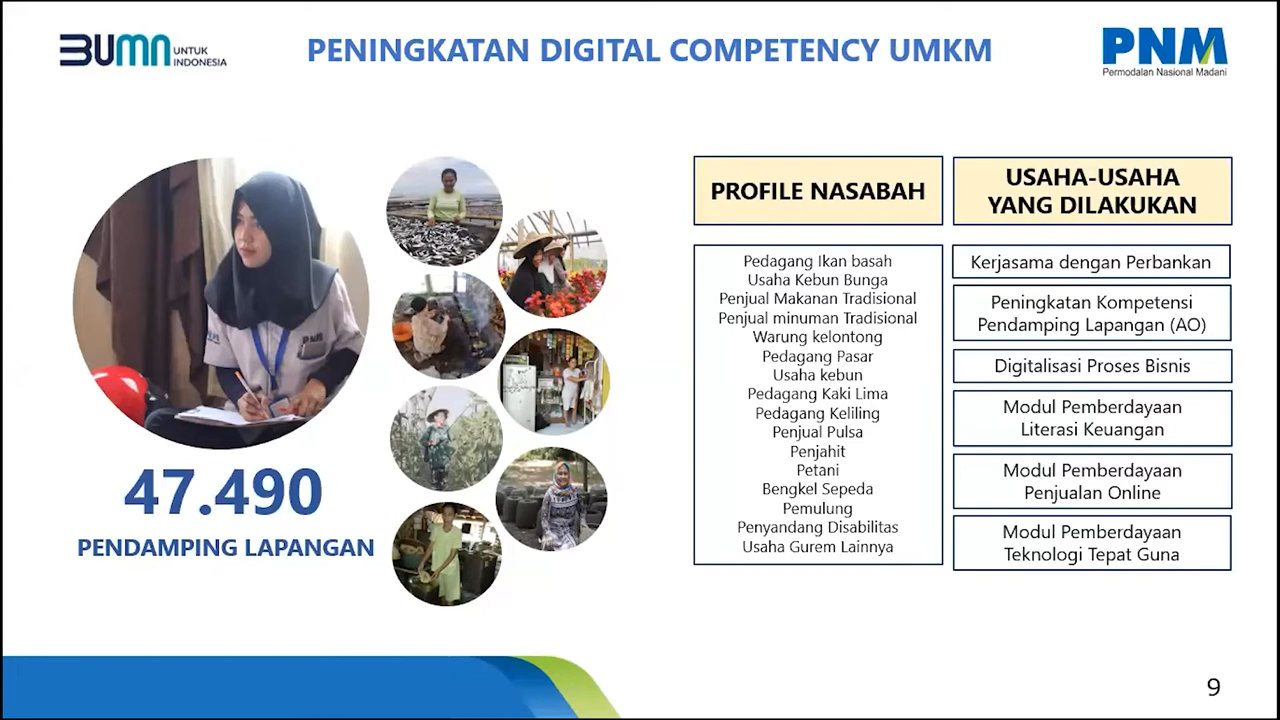 BUMN
UNTUK
INDONESIA
PENINGKATAN DIGITAL COMPETENCY UMKM
PNM
Permodalan Nasional Madani
47.490
PENDAMPING LAPANGAN
PROFILE NASABAH
Pedagang Ikan basah
Usaha Kebun Bunga
Penjual Makanan Tradisional
Penjual minuman Tradisional
Warung kelontong
Pedagang Pasar
Usaha kebun
Pedagang Kaki Lima
Pedagang Keliling
Penjual Pulsa
Penjahit
Petani
Bengkel Sepeda
Pemulung
Penyandang Disabilitas
Usaha Gurem Lainnya
USAHA-USAHA
YANG DILAKUKAN
Kerjasama dengan Perbankan
Peningkatan Kompetensi
Pendamping Lapangan (AO)
Digitalisasi Proses Bisnis
Modul Pemberdayaan
Literasi Keuangan
Modul Pemberdayaan
Penjualan Online
Modul Pemberdayaan
Teknologi Tepat Guna
9